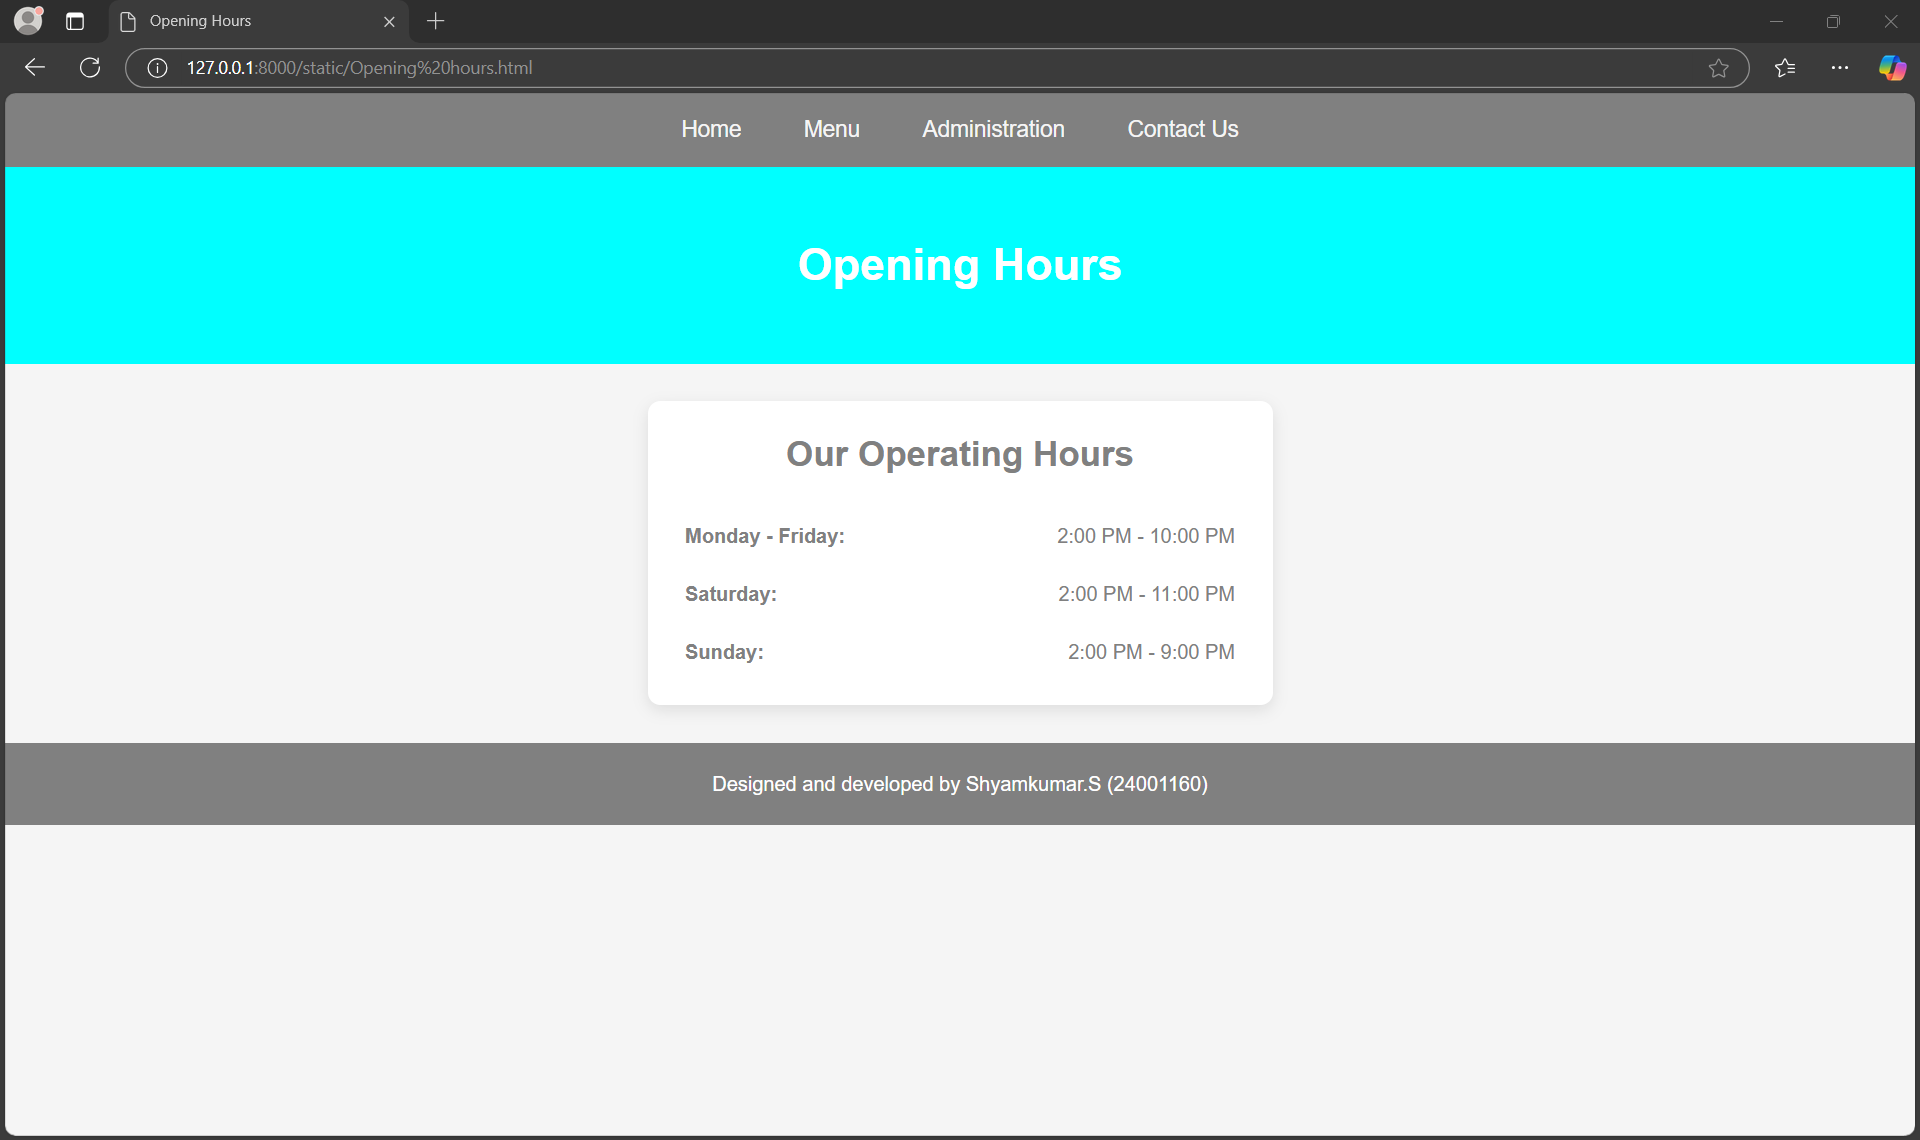 Opening Hours
127.0.0.1:8000/static/Opening%20hours.html
Home Menu Administration Contact Us
Opening Hours
Our Operating Hours
Monday - Friday: 2:00 PM - 10:00 PM
Saturday: 2:00 PM - 11:00 PM
Sunday: 2:00 PM - 9:00 PM
Designed and developed by Shyamkumar.S (24001160)